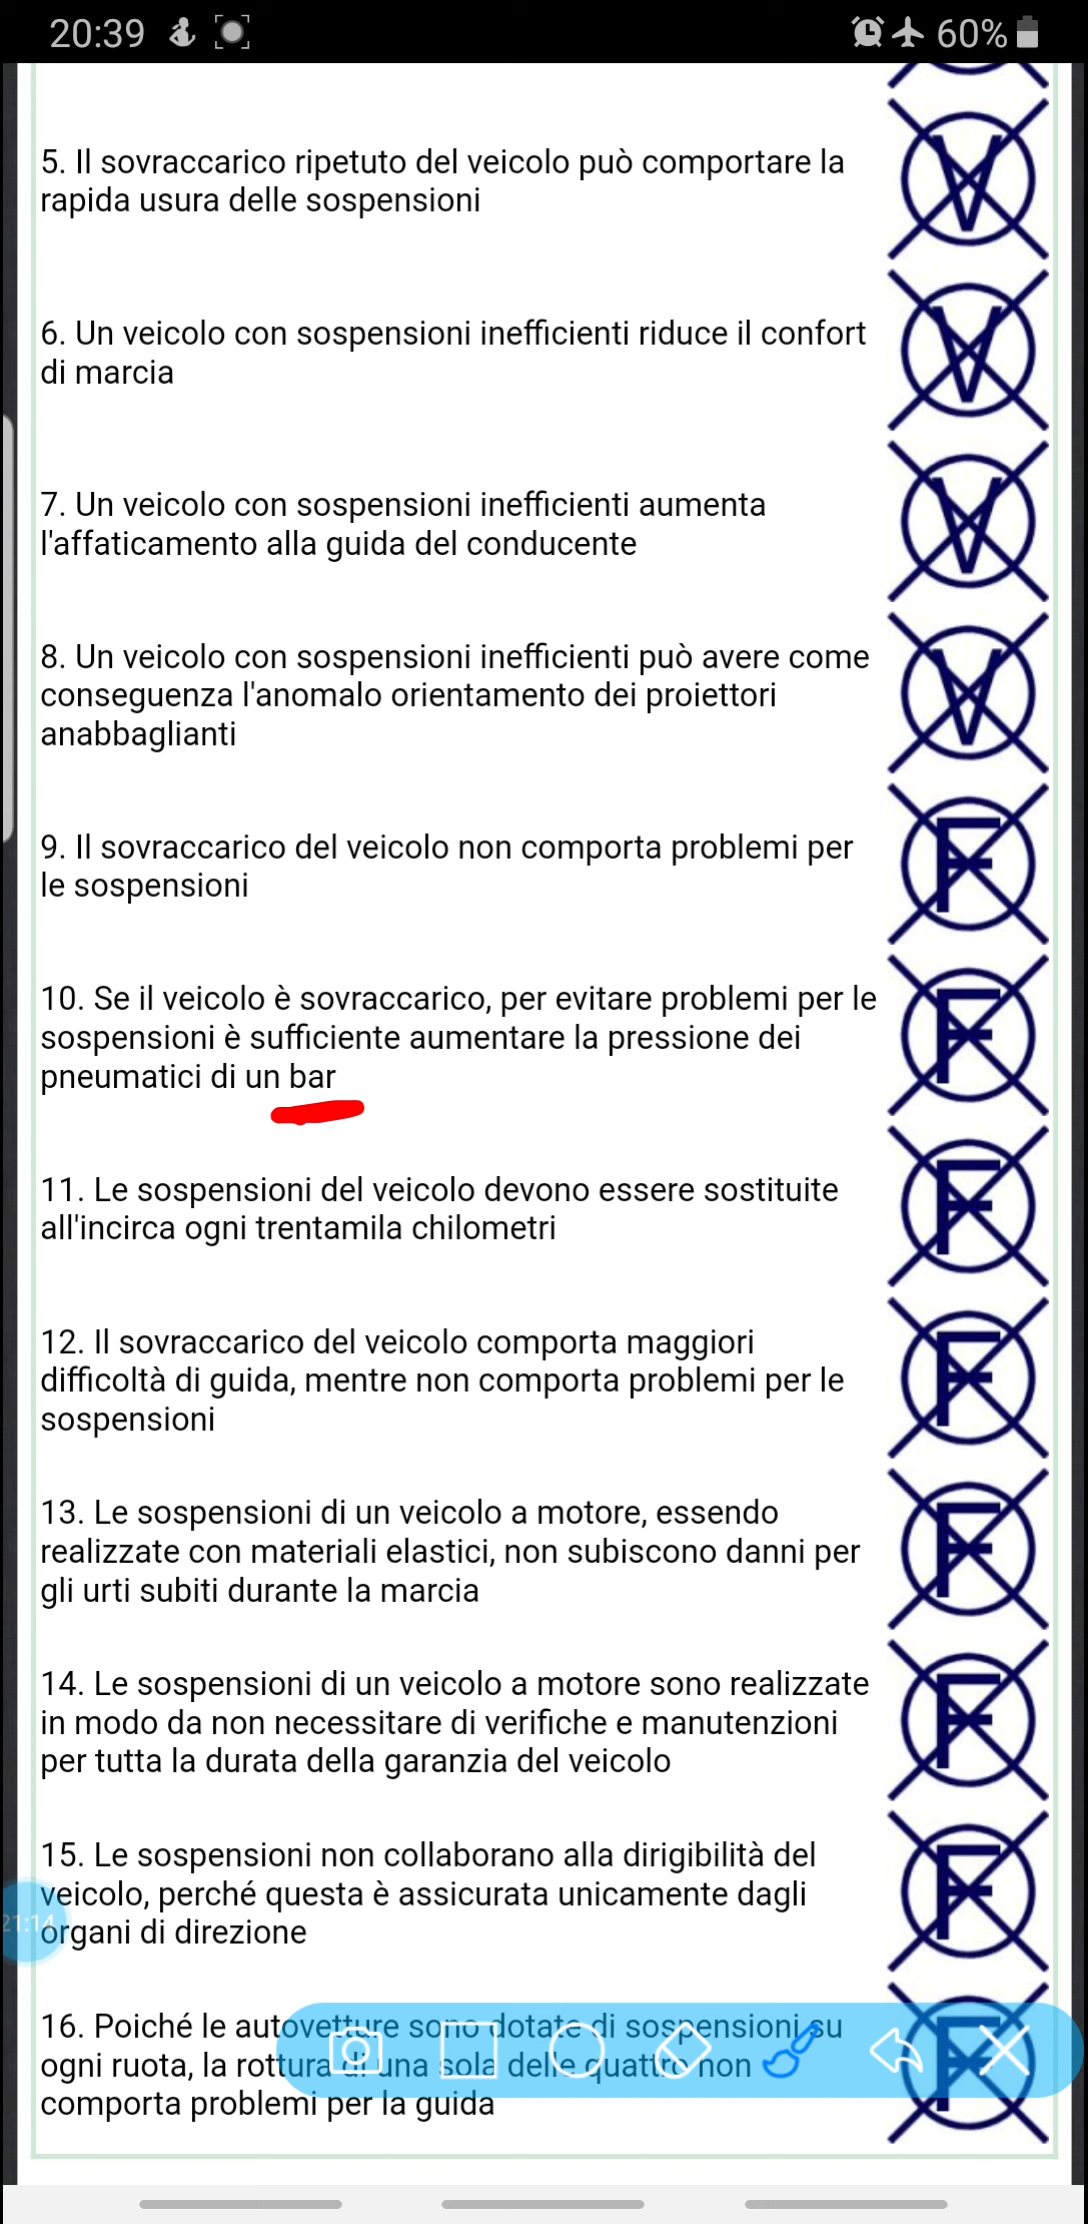 20:39
60%
5. Il sovraccarico ripetuto del veicolo può comportare la
rapida usura delle sospensioni
V
6. Un veicolo con sospensioni inefficienti riduce il confort
di marcia
V
7. Un veicolo con sospensioni inefficienti aumenta
l'affaticamento alla guida del conducente
V
8. Un veicolo con sospensioni inefficienti può avere come
conseguenza l'anomalo orientamento dei proiettori
anabbaglianti
V
9. Il sovraccarico del veicolo non comporta problemi per
le sospensioni
F
10. Se il veicolo è sovraccarico, per evitare problemi per le
sospensioni è sufficiente aumentare la pressione dei
pneumatici di un bar
F
11. Le sospensioni del veicolo devono essere sostituite
all'incirca ogni trentamila chilometri
F
12. Il sovraccarico del veicolo comporta maggiori
difficoltà di guida, mentre non comporta problemi per le
sospensioni
F
13. Le sospensioni di un veicolo a motore, essendo
realizzate con materiali elastici, non subiscono danni per
gli urti subiti durante la marcia
F
14. Le sospensioni di un veicolo a motore sono realizzate
in modo da non necessitare di verifiche e manutenzioni
per tutta la durata della garanzia del veicolo
F
15. Le sospensioni non collaborano alla dirigibilità del
veicolo, perché questa è assicurata unicamente dagli
organi di direzione
F
21:14
16. Poiché le autovetture sono dotate di sospensioni su
ogni ruota, la rottura di una sola delle quattro non
comporta problemi per la guida
F